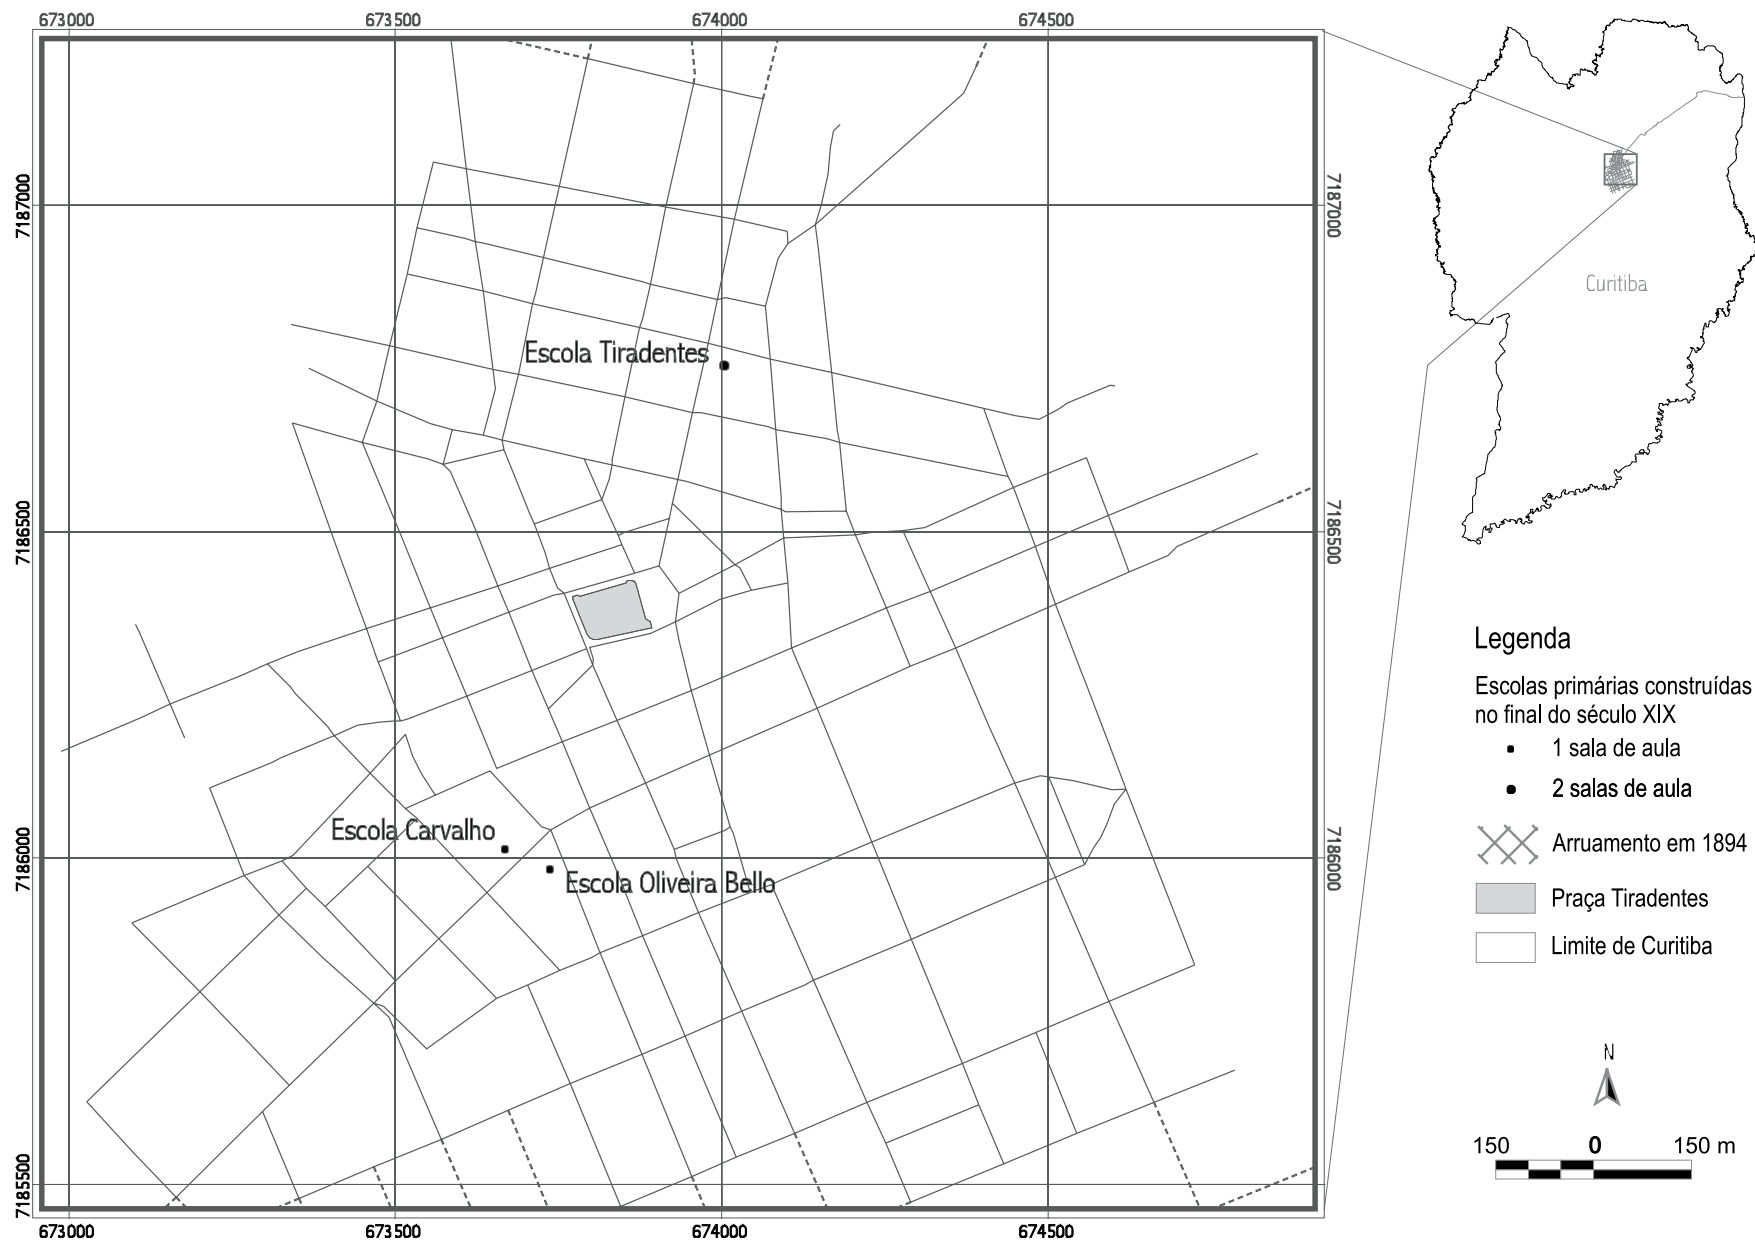 673000
673500
674000
674500
7187000
7187000
Curitiba
Escola Tiradentes
7186500
7186500
Legenda
Escolas primárias construídas
no final do século XIX
1 sala de aula
2 salas de aula
Escola Carvalho
Arruamento em 1894
7186000
7186000
Escola Oliveira Bello
Praça Tiradentes
Limite de Curitiba
N
150 0 150 m
7185500
673000
673500
674000
674500